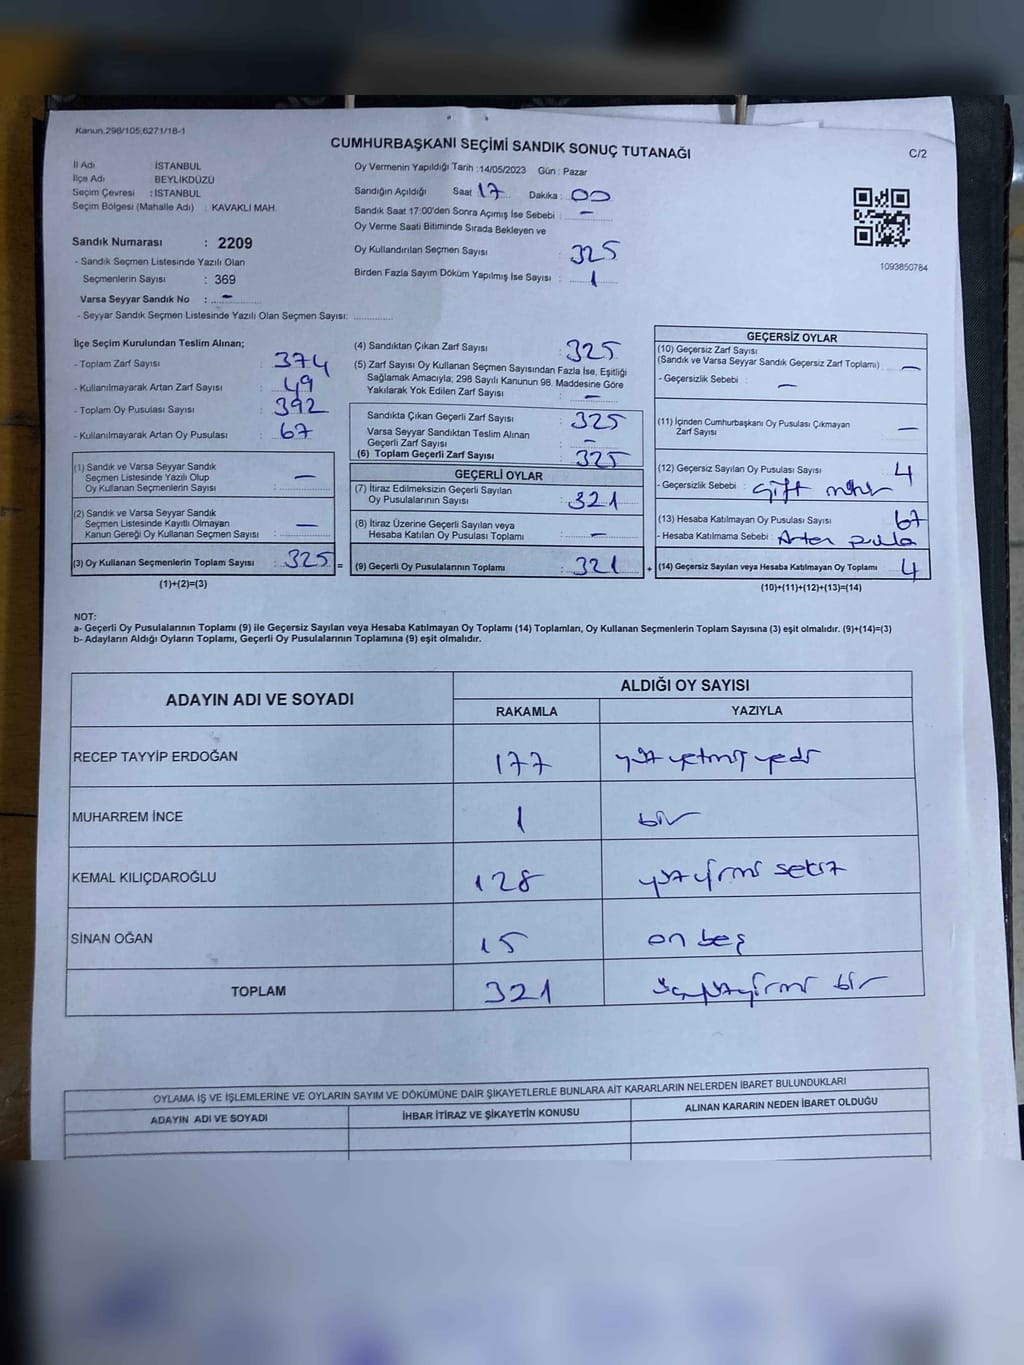 Kanun,298/105,6271/18-1
CUMHURBAŞKANI SEÇİMİ SANDIK SONUÇ TUTANAĞI
C/2
İl Adı İSTANBUL
İlçe Adı BEYLİKDÜZÜ
Seçim Çevresi : İSTANBUL
Seçim Bölgesi (Mahalle Adı) : KAVAKLI MAH.
Oy Vermenin Yapıldığı Tarih :14/05/2023 Gün : Pazar
Sandığın Açıldığı Saat 17 Dakika : 00
Sandık Saat 17:00'den Sonra Açımış İse Sebebi : –
Oy Verme Saati Bitiminde Sırada Bekleyen ve
Oy Kullandırılan Seçmen Sayısı : 325
Birden Fazla Sayım Döküm Yapılmış İse Sayısı : 1
1093850784
Sandık Numarası : 2209
- Sandık Seçmen Listesinde Yazılı Olan
Seçmenlerin Sayısı : 369
Varsa Seyyar Sandık No : –
- Seyyar Sandık Seçmen Listesinde Yazılı Olan Seçmen Sayısı:
İlçe Seçim Kurulundan Teslim Alınan;
- Toplam Zarf Sayısı : 374
- Kullanılmayarak Artan Zarf Sayısı : 49
- Toplam Oy Pusulası Sayısı : 392
- Kullanılmayarak Artan Oy Pusulası : 67
(1) Sandık ve Varsa Seyyar Sandık
Seçmen Listesinde Yazılı Olup
Oy Kullanan Seçmenlerin Sayısı : –
(2) Sandık ve Varsa Seyyar Sandık
Seçmen Listesinde Kayıtlı Olmayan
Kanun Gereği Oy Kullanan Seçmen Sayısı : –
(3) Oy Kullanan Seçmenlerin Toplam Sayısı : 325 =
(1)+(2)=(3)
(4) Sandıktan Çıkan Zarf Sayısı : 325
(5) Zarf Sayısı Oy Kullanan Seçmen Sayısından Fazla İse, Eşitliği
Sağlamak Amacıyla; 298 Sayılı Kanunun 98. Maddesine Göre
Yakılarak Yok Edilen Zarf Sayısı : –
Sandıkta Çıkan Geçerli Zarf Sayısı : 325
Varsa Seyyar Sandıktan Teslim Alınan
Geçerli Zarf Sayısı : –
(6) Toplam Geçerli Zarf Sayısı : 325
GEÇERLİ OYLAR
(7) İtiraz Edilmeksizin Geçerli Sayılan
Oy Pusulalarının Sayısı : 321
(8) İtiraz Üzerine Geçerli Sayılan veya
Hesaba Katılan Oy Pusulası Toplamı : –
(9) Geçerli Oy Pusulalarının Toplamı : 321 +
GEÇERSİZ OYLAR
(10) Geçersiz Zarf Sayısı
(Sandık ve Varsa Seyyar Sandık Geçersiz Zarf Toplamı) –
- Geçersizlik Sebebi : –
(11) İçinden Cumhurbaşkanı Oy Pusulası Çıkmayan
Zarf Sayısı –
(12) Geçersiz Sayılan Oy Pusulası Sayısı 4
- Geçersizlik Sebebi : Çift mühür
(13) Hesaba Katılmayan Oy Pusulası Sayısı 67
- Hesaba Katılmama Sebebi : Artan pusula
(14) Geçersiz Sayılan veya Hesaba Katılmayan Oy Toplamı 4
(10)+(11)+(12)+(13)=(14)
NOT:
a- Geçerli Oy Pusulalarının Toplamı (9) ile Geçersiz Sayılan veya Hesaba Katılmayan Oy Toplamı (14) Toplamları, Oy Kullanan Seçmenlerin Toplam Sayısına (3) eşit olmalıdır. (9)+(14)=(3)
b- Adayların Aldığı Oyların Toplamı, Geçerli Oy Pusulalarının Toplamına (9) eşit olmalıdır.
ADAYIN ADI VE SOYADI ALDIĞI OY SAYISI
RAKAMLA YAZIYLA
RECEP TAYYİP ERDOĞAN 177 yüz yetmiş yedi
MUHARREM İNCE 1 bir
KEMAL KILIÇDAROĞLU 128 yüz yirmi sekiz
SİNAN OĞAN 15 on beş
TOPLAM 321 üçyüzyirmi bir
OYLAMA İŞ VE İŞLEMLERİNE VE OYLARIN SAYIM VE DÖKÜMÜNE DAİR ŞİKAYETLERLE BUNLARA AİT KARARLARIN NELERDEN İBARET BULUNDUKLARI
ADAYIN ADI VE SOYADI İHBAR İTİRAZ VE ŞİKAYETİN KONUSU ALINAN KARARIN NEDEN İBARET OLDUĞU